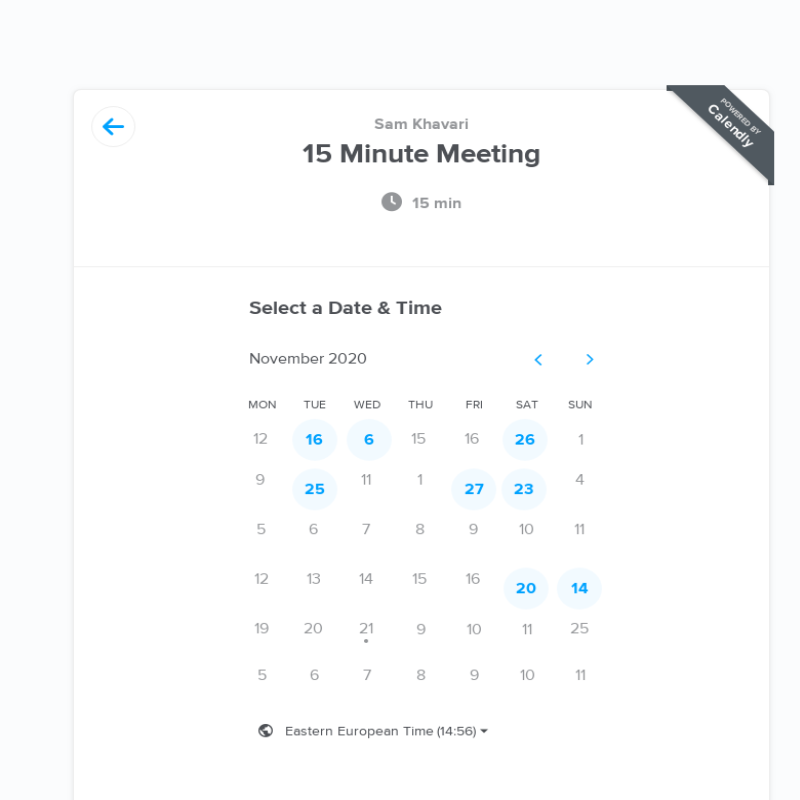 POWERED BY
Calendly
Sam Khavari
15 Minute Meeting
15 min
Select a Date & Time
November 2020
MON TUE WED THU FRI SAT SUN
12 16 6 15 16 26 1
9 25 11 1 27 23 4
5 6 7 8 9 10 11
12 13 14 15 16 20 14
19 20 21 9 10 11 25
5 6 7 8 9 10 11
Eastern European Time (14:56)